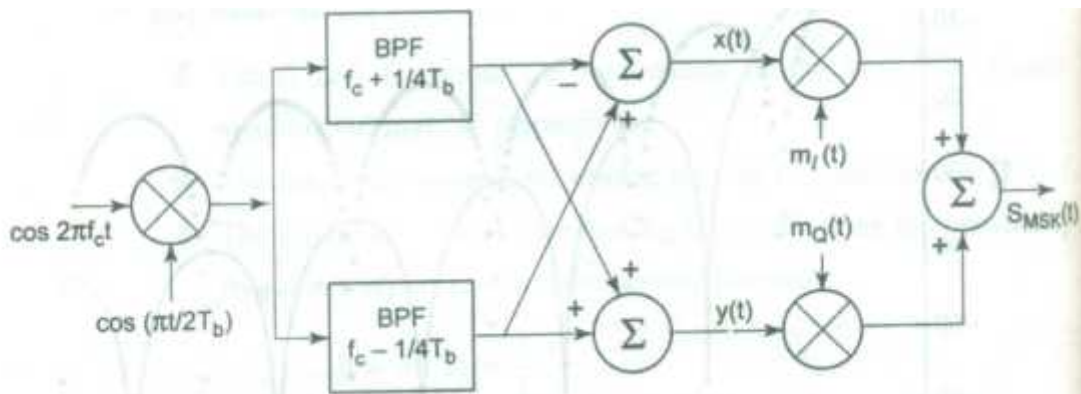 BPF
f_c + 1/4T_b
−
Σ
+
x(t)
m_I(t)
cos 2πf_ct
cos (πt/2T_b)
BPF
f_c − 1/4T_b
+
+
Σ
y(t)
m_Q(t)
+
Σ
+
S_MSK(t)